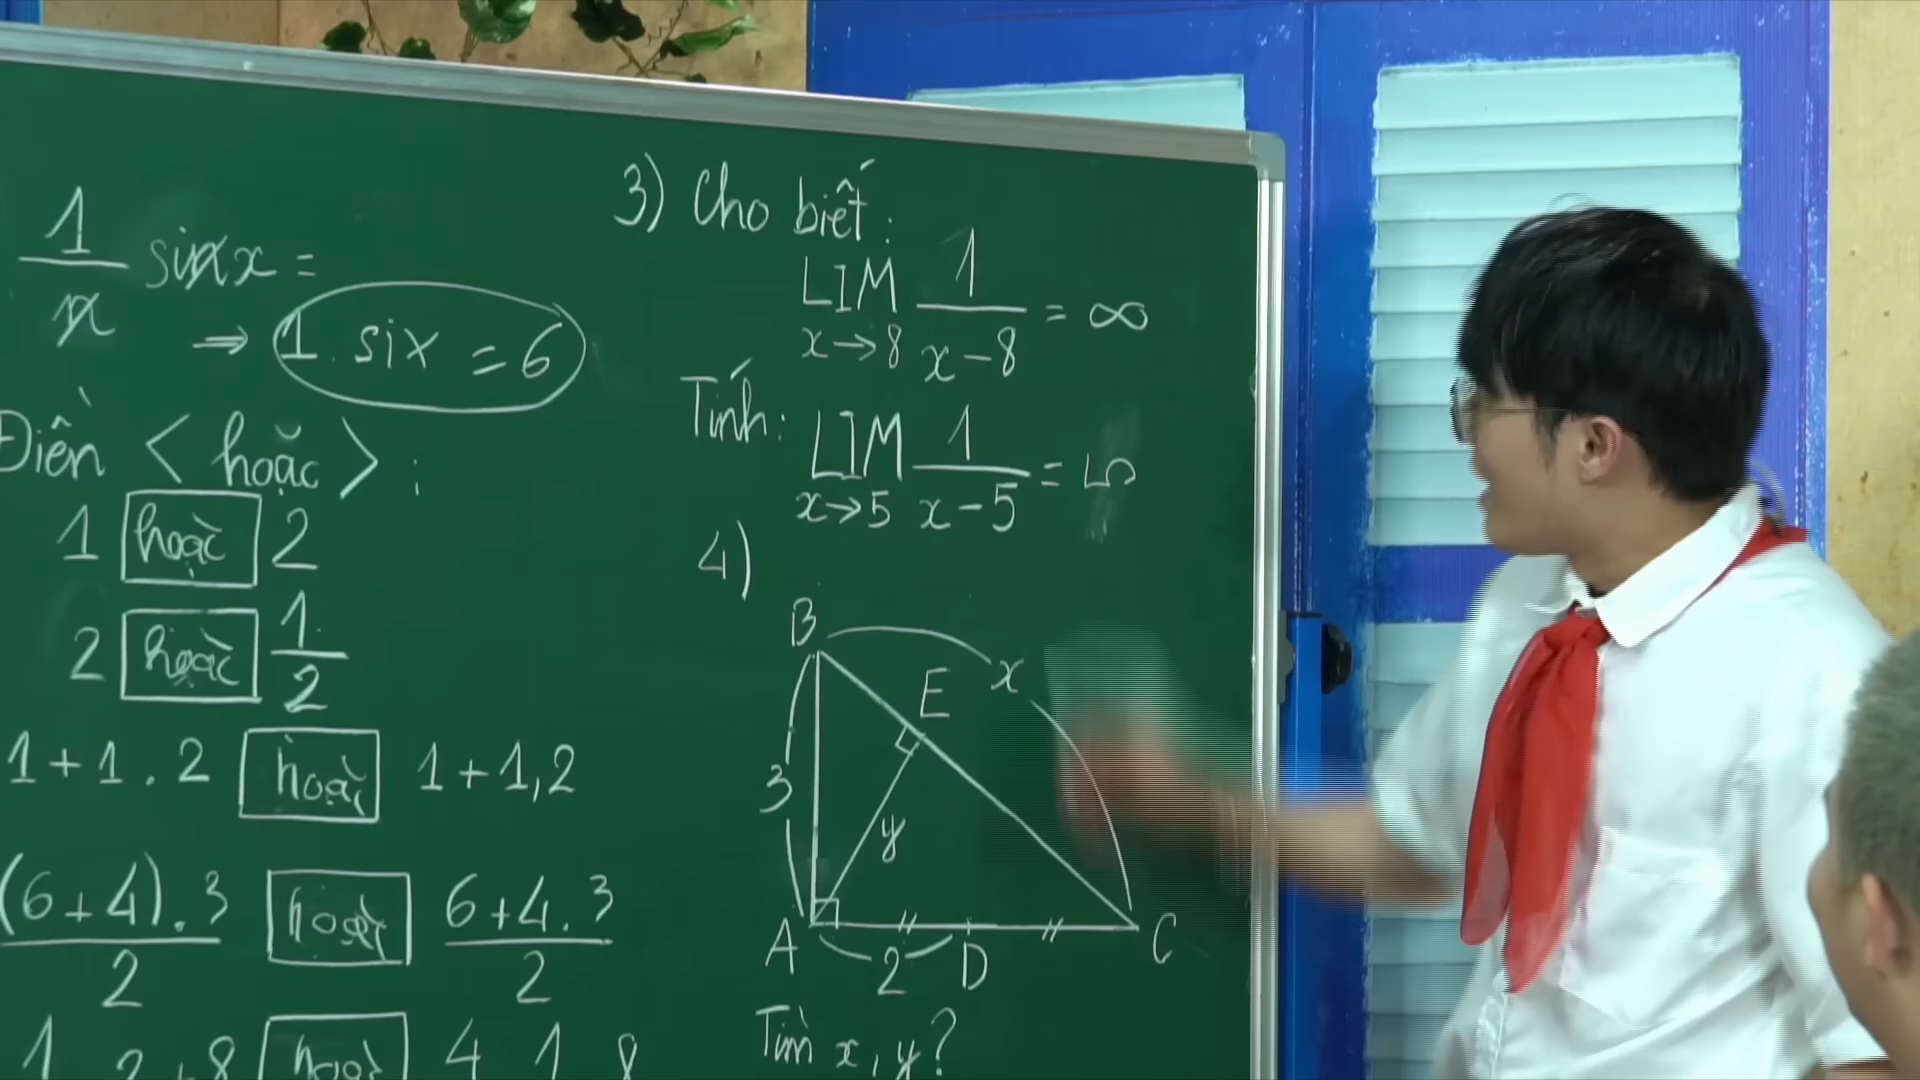 1/n sinx =
⇒ 1. six = 6
Điền < hoặc > :
1 hoặc 2
2 hoặc 1/2
1 + 1 . 2 hoặc 1 + 1,2
(6+4).3/2 hoặc 6+4.3/2
hoặc
3) Cho biết:
LIM x→8 1/x-8 = ∞
Tính: LIM x→5 1/x-5 = ᔕ
4)
B
x
E
3
y
A
2
D
C
Tìm x, y?